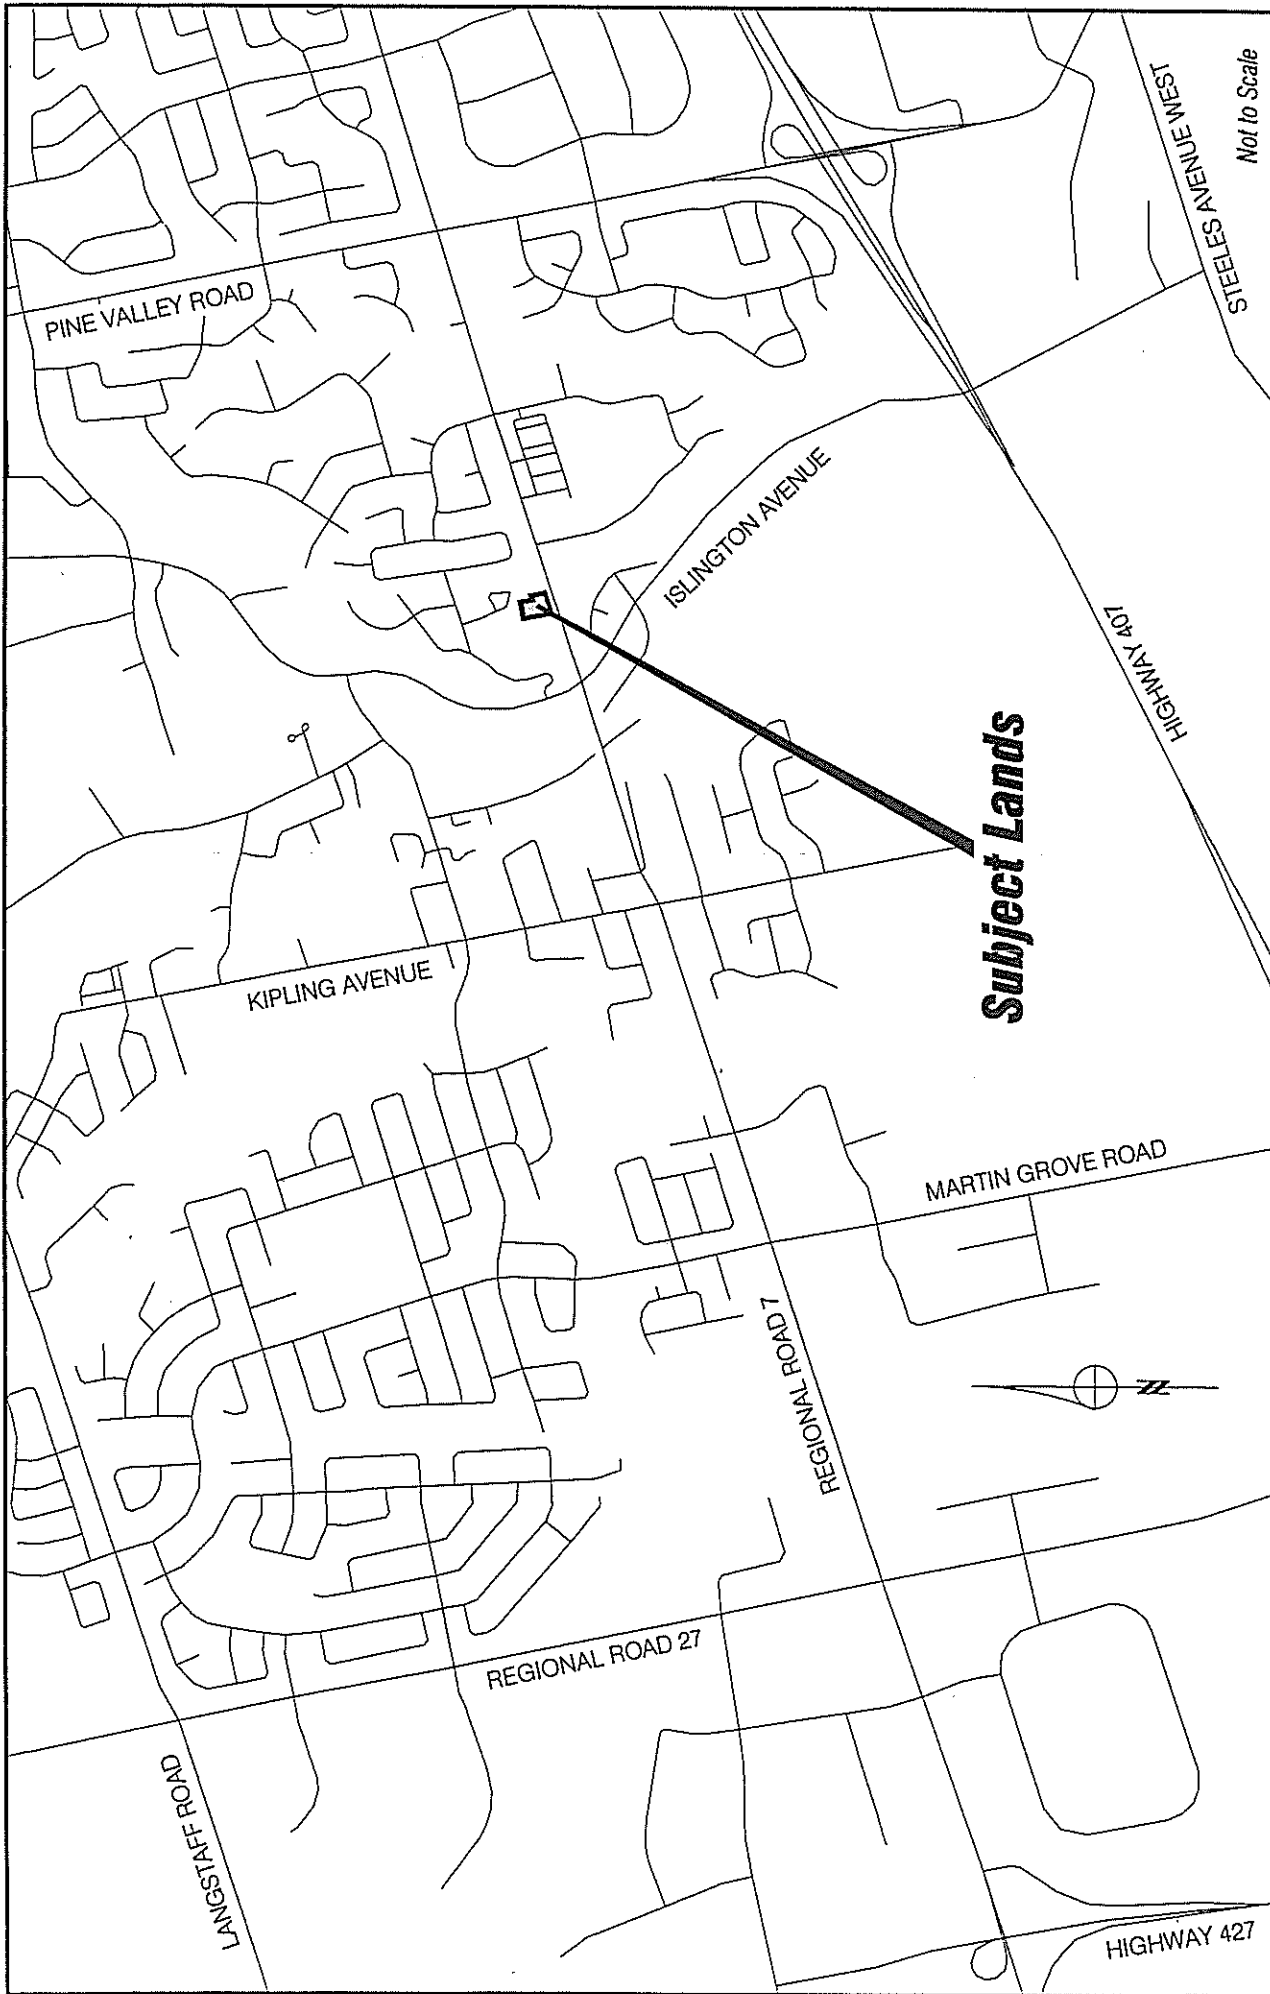 PINE VALLEY ROAD
STEELES AVENUE WEST
Not to Scale
ISLINGTON AVENUE
HIGHWAY 407
Subject Lands
KIPLING AVENUE
MARTIN GROVE ROAD
REGIONAL ROAD 7
N
REGIONAL ROAD 27
LANGSTAFF ROAD
HIGHWAY 427